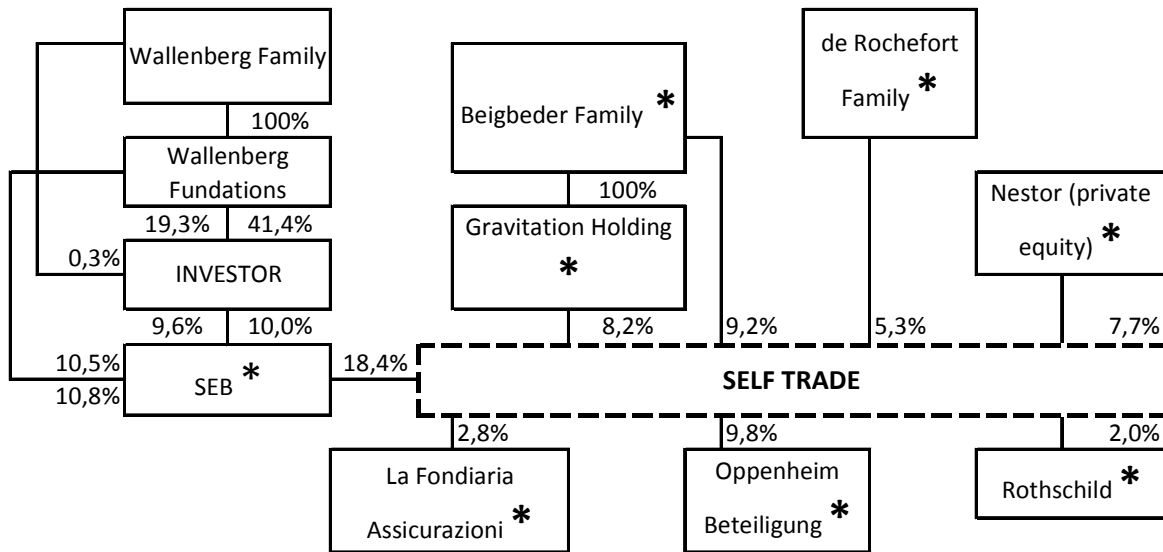 Wallenberg Family
100%
Wallenberg
Fundations
19,3% 41,4%
0,3%
INVESTOR
9,6% 10,0%
10,5%
10,8%
SEB *
18,4%
Beigbeder Family *
100%
Gravitation Holding
*
8,2%
9,2%
de Rochefort
Family *
5,3%
Nestor (private
equity) *
7,7%
SELF TRADE
2,8%
La Fondiaria
Assicurazioni *
9,8%
Oppenheim
Beteiligung *
2,0%
Rothschild *